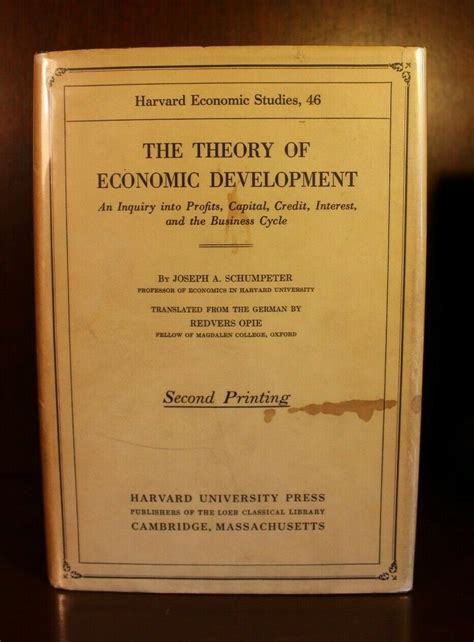 Harvard Economic Studies, 46
THE THEORY OF
ECONOMIC DEVELOPMENT
An Inquiry into Profits, Capital, Credit, Interest,
and the Business Cycle
BY JOSEPH A. SCHUMPETER
PROFESSOR OF ECONOMICS IN HARVARD UNIVERSITY
TRANSLATED FROM THE GERMAN BY
REDVERS OPIE
FELLOW OF MAGDALEN COLLEGE, OXFORD
Second Printing
HARVARD UNIVERSITY PRESS
PUBLISHERS OF THE LOEB CLASSICAL LIBRARY
CAMBRIDGE, MASSACHUSETTS